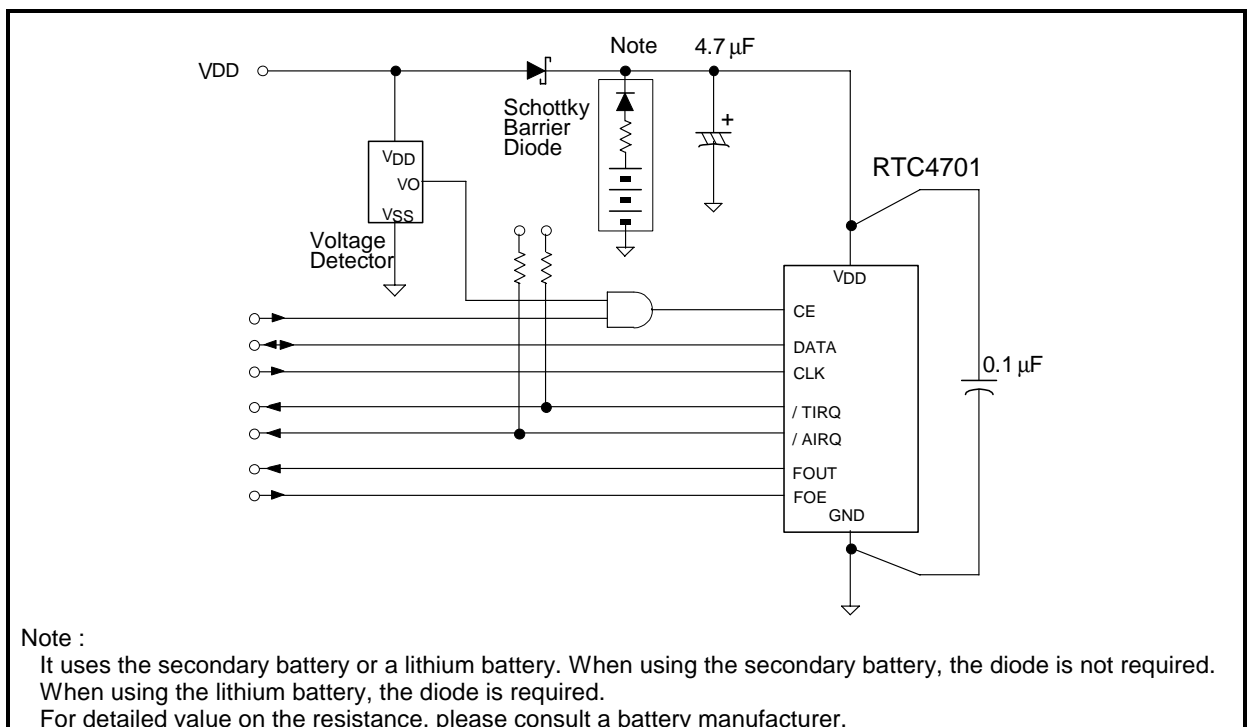 Note
4.7 µF
VDD
Schottky
Barrier
Diode
+
RTC4701
VDD
VO
VSS
Voltage
Detector
VDD
CE
DATA
CLK
/ TIRQ
/ AIRQ
FOUT
FOE
GND
0.1 µF
Note :
It uses the secondary battery or a lithium battery. When using the secondary battery, the diode is not required.
When using the lithium battery, the diode is required.
For detailed value on the resistance, please consult a battery manufacturer.